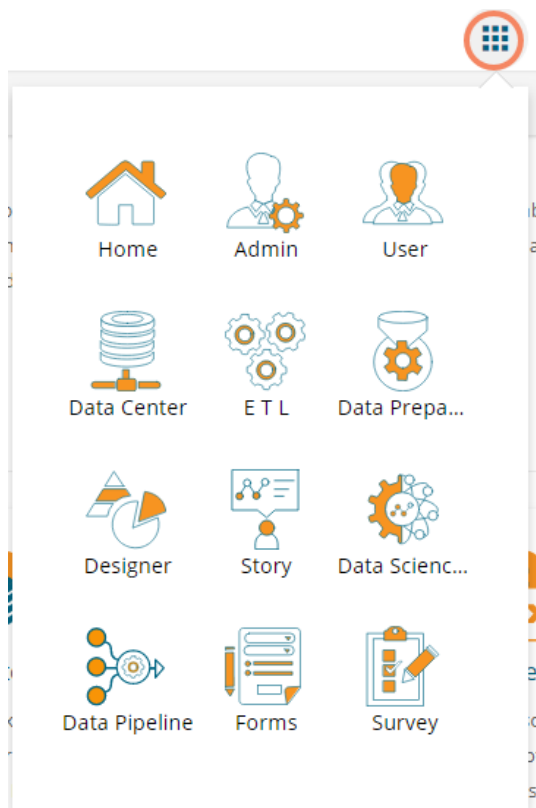 Home Admin User
Data Center E T L Data Prepa...
Designer Story Data Scienc...
Data Pipeline Forms Survey